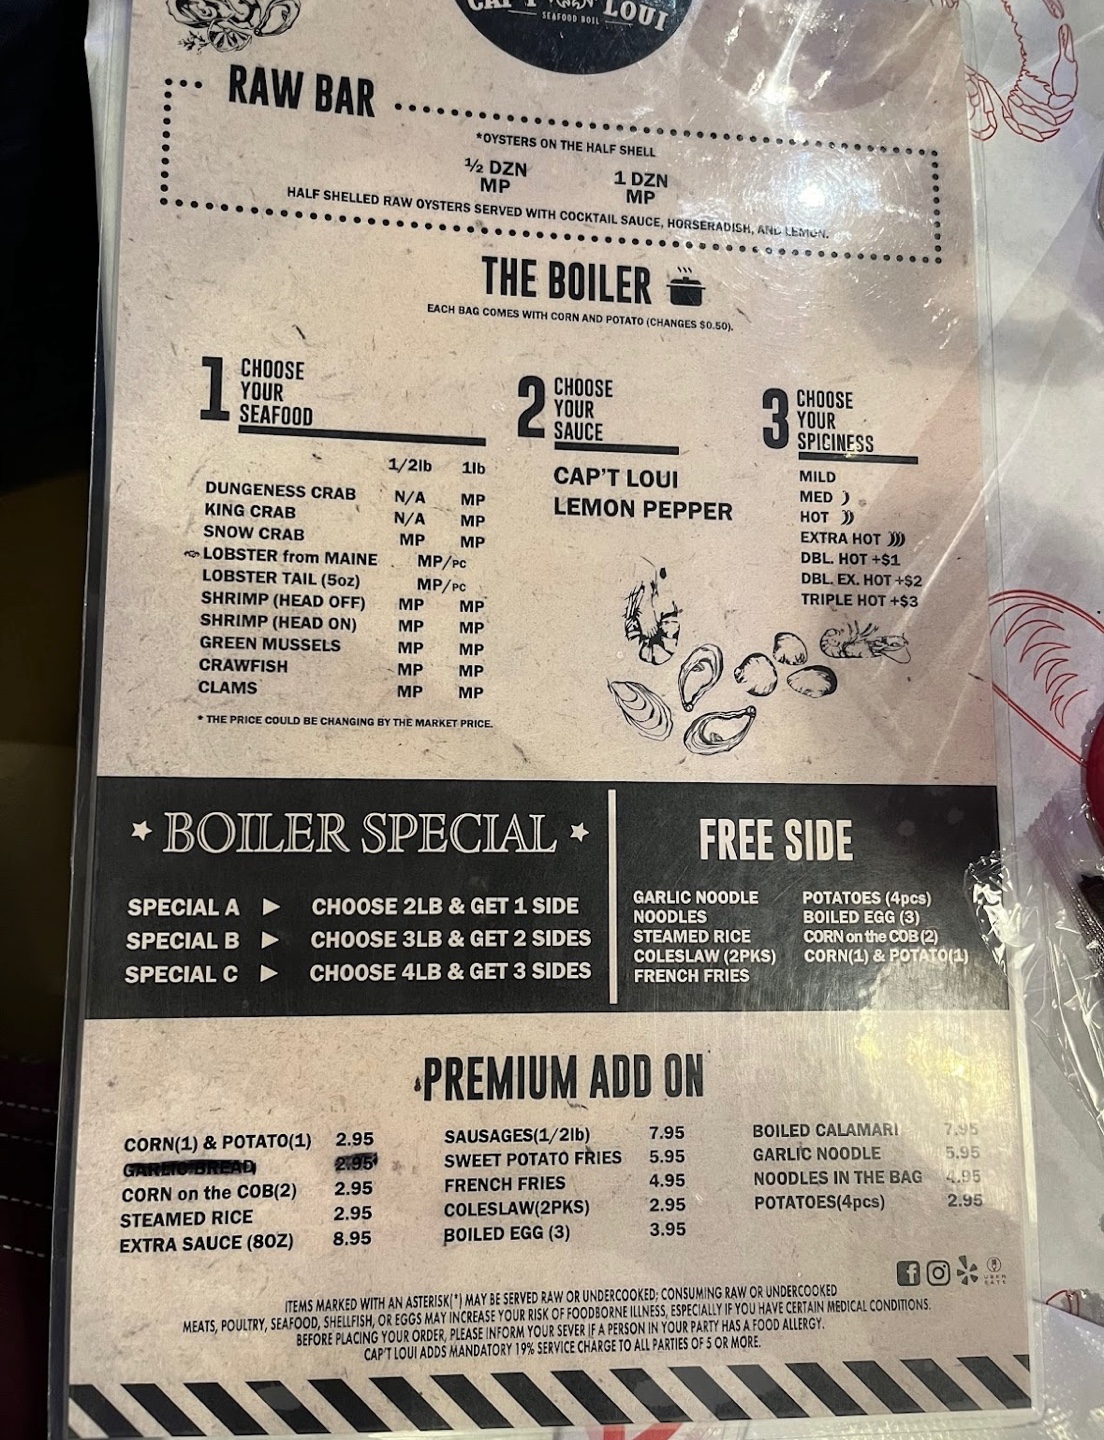 CAP'T LOUI
SEAFOOD BOIL
RAW BAR
*OYSTERS ON THE HALF SHELL
½ DZN 1 DZN
MP MP
HALF SHELLED RAW OYSTERS SERVED WITH COCKTAIL SAUCE, HORSERADISH, AND LEMON.
THE BOILER
EACH BAG COMES WITH CORN AND POTATO (CHANGES $0.50).
1 CHOOSE
YOUR
SEAFOOD
1/2lb 1lb
DUNGENESS CRAB N/A MP
KING CRAB N/A MP
SNOW CRAB MP MP
LOBSTER from MAINE MP/PC
LOBSTER TAIL (5oz) MP/PC
SHRIMP (HEAD OFF) MP MP
SHRIMP (HEAD ON) MP MP
GREEN MUSSELS MP MP
CRAWFISH MP MP
CLAMS MP MP
* THE PRICE COULD BE CHANGING BY THE MARKET PRICE.
2 CHOOSE
YOUR
SAUCE
CAP'T LOUI
LEMON PEPPER
3 CHOOSE
YOUR
SPICINESS
MILD
MED
HOT
EXTRA HOT
DBL. HOT +$1
DBL. EX. HOT +$2
TRIPLE HOT +$3
BOILER SPECIAL
SPECIAL A ▶ CHOOSE 2LB & GET 1 SIDE
SPECIAL B ▶ CHOOSE 3LB & GET 2 SIDES
SPECIAL C ▶ CHOOSE 4LB & GET 3 SIDES
FREE SIDE
GARLIC NOODLE POTATOES (4pcs)
NOODLES BOILED EGG (3)
STEAMED RICE CORN on the COB (2)
COLESLAW (2PKS) CORN(1) & POTATO(1)
FRENCH FRIES
PREMIUM ADD ON
CORN(1) & POTATO(1) 2.95
GARLIC BREAD 2.95
CORN on the COB(2) 2.95
STEAMED RICE 2.95
EXTRA SAUCE (8OZ) 8.95
SAUSAGES(1/2lb) 7.95
SWEET POTATO FRIES 5.95
FRENCH FRIES 4.95
COLESLAW(2PKS) 2.95
BOILED EGG (3) 3.95
BOILED CALAMARI 7.95
GARLIC NOODLE 5.95
NOODLES IN THE BAG 4.95
POTATOES(4pcs) 2.95
UBER
EATS
ITEMS MARKED WITH AN ASTERISK(*) MAY BE SERVED RAW OR UNDERCOOKED; CONSUMING RAW OR UNDERCOOKED
MEATS, POULTRY, SEAFOOD, SHELLFISH, OR EGGS MAY INCREASE YOUR RISK OF FOODBORNE ILLNESS, ESPECIALLY IF YOU HAVE CERTAIN MEDICAL CONDITIONS.
BEFORE PLACING YOUR ORDER, PLEASE INFORM YOUR SEVER IF A PERSON IN YOUR PARTY HAS A FOOD ALLERGY.
CAP'T LOUI ADDS MANDATORY 19% SERVICE CHARGE TO ALL PARTIES OF 5 OR MORE.